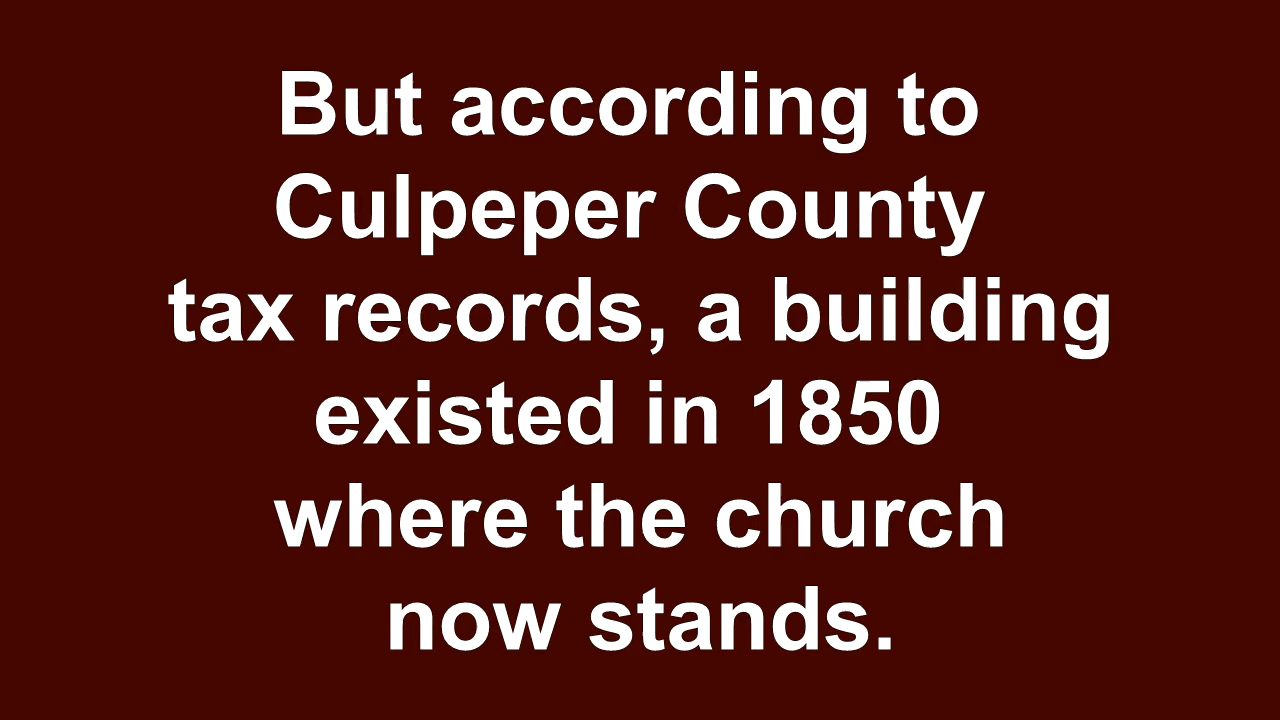 But according to
Culpeper County
tax records, a building
existed in 1850
where the church
now stands.